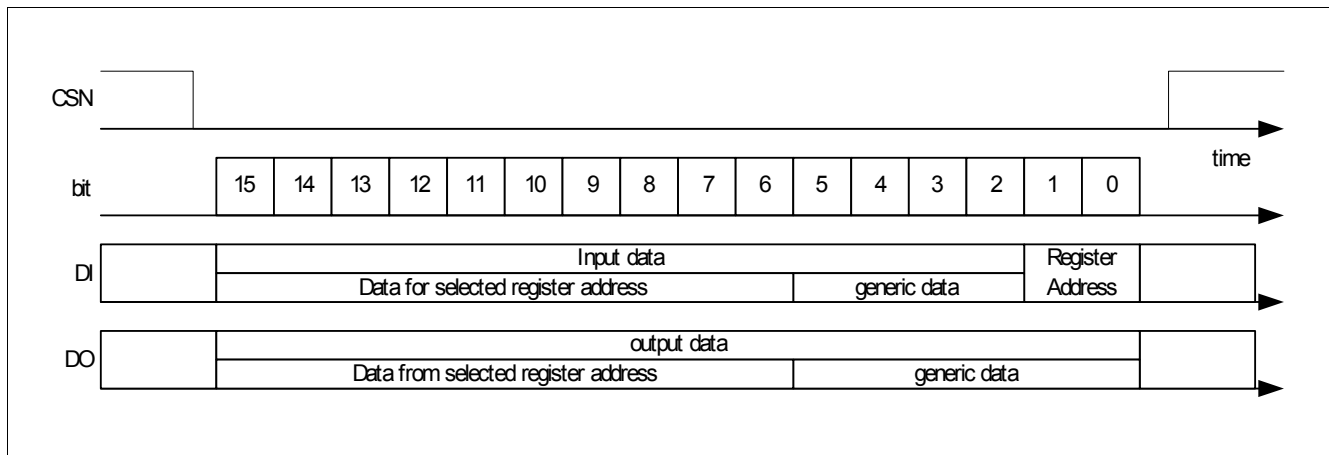 CSN
time
bit
15 14 13 12 11 10 9 8 7 6 5 4 3 2 1 0
DI
Input data
Register
Data for selected register address
generic data
Address
DO
output data
Data from selected register address
generic data